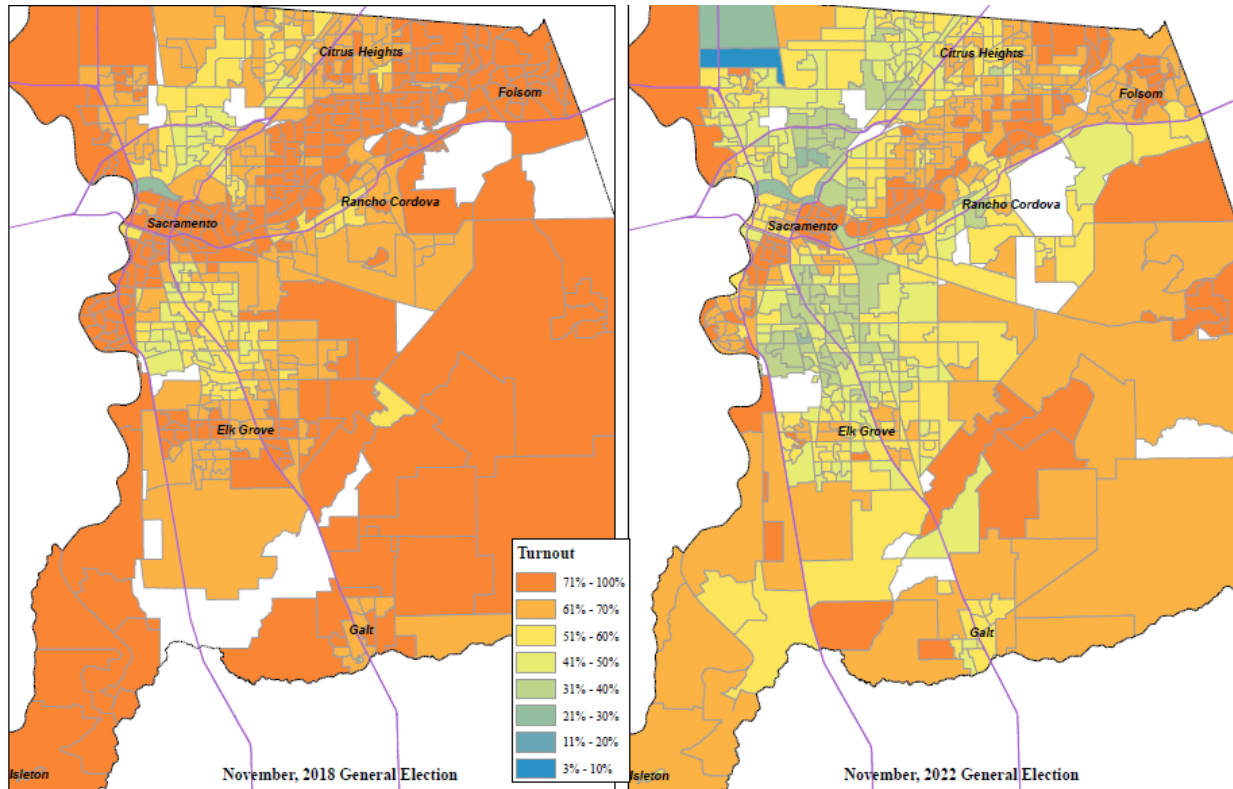 Citrus Heights
Folsom
Rancho Cordova
Sacramento
Elk Grove
Galt
Isleton
November, 2018 General Election
Turnout
71% - 100%
61% - 70%
51% - 60%
41% - 50%
31% - 40%
21% - 30%
11% - 20%
3% - 10%
Citrus Heights
Folsom
Rancho Cordova
Sacramento
Elk Grove
Galt
Isleton
November, 2022 General Election